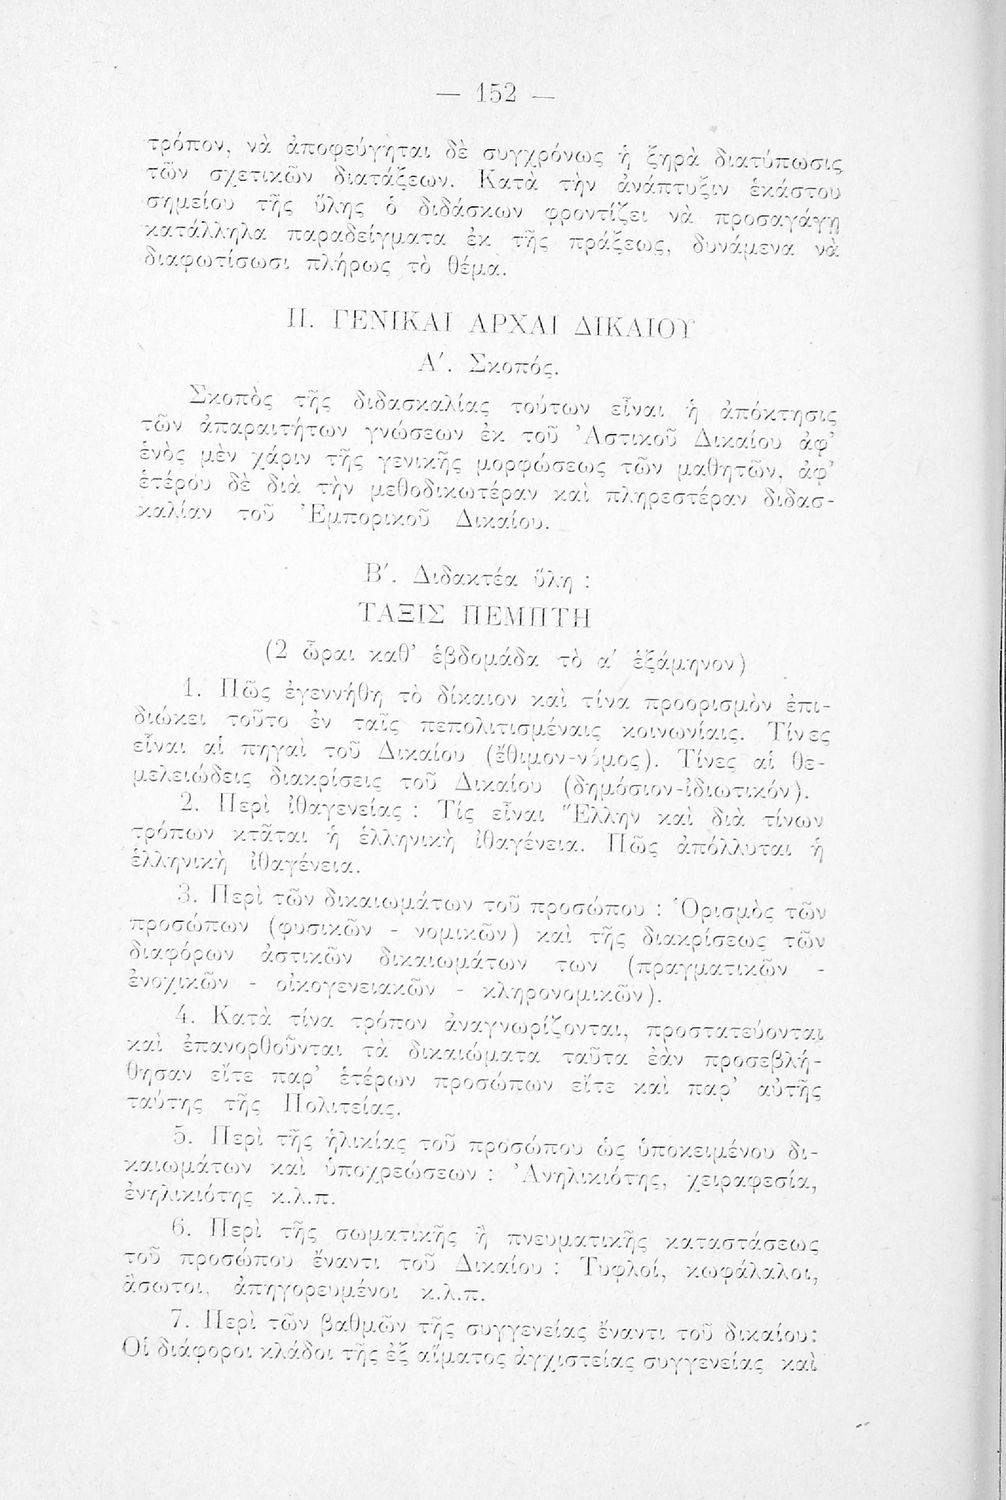 — 152 —
τρόπον, νὰ ἀποφεύγηται δὲ συγχρόνως ἡ ξηρὰ διατύπωσις
τῶν σχετικῶν διατάξεων. Κατὰ τὴν ἀνάπτυξιν ἑκάστου
σημείου τῆς ὕλης ὁ διδάσκων φροντίζει νὰ προσαγάγῃ
κατάλληλα παραδείγματα ἐκ τῆς πράξεως, δυνάμενα νὰ
διαφωτίσωσι πλήρως τὸ θέμα.
ΙΙ. ΓΕΝΙΚΑΙ ΑΡΧΑΙ ΔΙΚΑΙΟΥ
Α'. Σκοπός.
Σκοπὸς τῆς διδασκαλίας τούτων εἶναι ἡ ἀπόκτησις
τῶν ἀπαραιτήτων γνώσεων ἐκ τοῦ Ἀστικοῦ Δικαίου ἀφ'
ἑνὸς μὲν χάριν τῆς γενικῆς μορφώσεως τῶν μαθητῶν, ἀφ'
ἑτέρου δὲ διὰ τὴν μεθοδικωτέραν καὶ πληρεστέραν διδασ-
καλίαν τοῦ Ἐμπορικοῦ Δικαίου.
Β'. Διδακτέα ὕλη :
ΤΑΞΙΣ ΠΕΜΠΤΗ
(2 ὧραι καθ' ἑβδομάδα τὸ α' ἑξάμηνον)
1. Πῶς ἐγεννήθη τὸ δίκαιον καὶ τίνα προορισμὸν ἐπι-
διώκει τοῦτο ἐν ταῖς πεπολιτισμέναις κοινωνίαις. Τίνες
εἶναι αἱ πηγαὶ τοῦ Δικαίου (ἔθιμον-νόμος). Τίνες αἱ θε-
μελειώδεις διακρίσεις τοῦ Δικαίου (δημόσιον-ἰδιωτικόν).
2. Περὶ ἰθαγενείας : Τίς εἶναι Ἕλλην καὶ διὰ τίνων
τρόπων κτᾶται ἡ ἑλληνικὴ ἰθαγένεια. Πῶς ἀπόλλυται ἡ
ἑλληνικὴ ἰθαγένεια.
3. Περὶ τῶν δικαιωμάτων τοῦ προσώπου : Ὁρισμὸς τῶν
προσώπων (φυσικῶν - νομικῶν) καὶ τῆς διακρίσεως τῶν
διαφόρων ἀστικῶν δικαιωμάτων των (πραγματικῶν -
ἐνοχικῶν - οἰκογενειακῶν - κληρονομικῶν).
4. Κατὰ τίνα τρόπον ἀναγνωρίζονται, προστατεύονται
καὶ ἐπανορθοῦνται τὰ δικαιώματα ταῦτα ἐὰν προσεβλή-
θησαν εἴτε παρ' ἑτέρων προσώπων εἴτε καὶ παρ' αὐτῆς
ταύτης τῆς Πολιτείας.
5. Περὶ τῆς ἡλικίας τοῦ προσώπου ὡς ὑποκειμένου δι-
καιωμάτων καὶ ὑποχρεώσεων : Ἀνηλικιότης, χειραφεσία,
ἐνηλικιότης κ.λ.π.
6. Περὶ τῆς σωματικῆς ἢ πνευματικῆς καταστάσεως
τοῦ προσώπου ἔναντι τοῦ Δικαίου : Τυφλοί, κωφάλαλοι,
ἄσωτοι, ἀπηγορευμένοι κ.λ.π.
7. Περὶ τῶν βαθμῶν τῆς συγγενείας ἔναντι τοῦ δικαίου:
Οἱ διάφοροι κλάδοι τῆς ἐξ αἵματος ἀγχιστείας συγγενείας καὶ